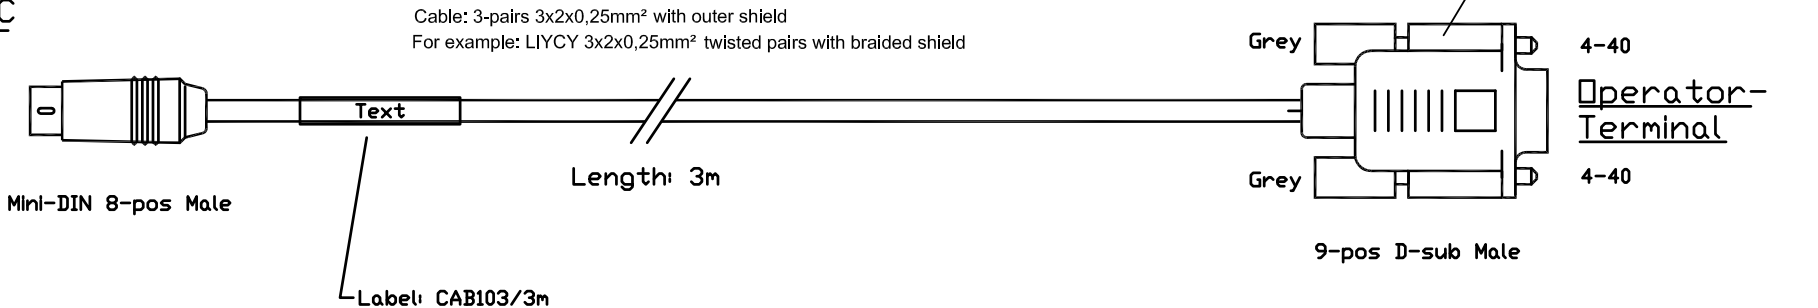 C
Cable: 3-pairs 3x2x0,25mm² with outer shield
For example: LIYCY 3x2x0,25mm² twisted pairs with braided shield
Grey
4-40
Text
Operator-
Terminal
Length: 3m
Grey
4-40
Mini-DIN 8-pos Male
9-pos D-sub Male
Label: CAB103/3m